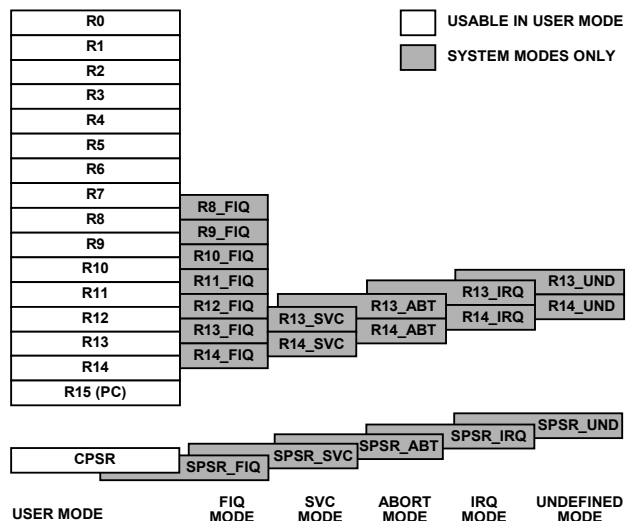 R0
R1
R2
R3
R4
R5
R6
R7
R8
R9
R10
R11
R12
R13
R14
R15 (PC)
R8_FIQ
R9_FIQ
R10_FIQ
R11_FIQ
R12_FIQ
R13_FIQ
R14_FIQ
R13_SVC
R14_SVC
R13_ABT
R14_ABT
R13_IRQ
R14_IRQ
R13_UND
R14_UND
USABLE IN USER MODE
SYSTEM MODES ONLY
CPSR
SPSR_FIQ
SPSR_SVC
SPSR_ABT
SPSR_IRQ
SPSR_UND
USER MODE
FIQ
MODE
SVC
MODE
ABORT
MODE
IRQ
MODE
UNDEFINED
MODE